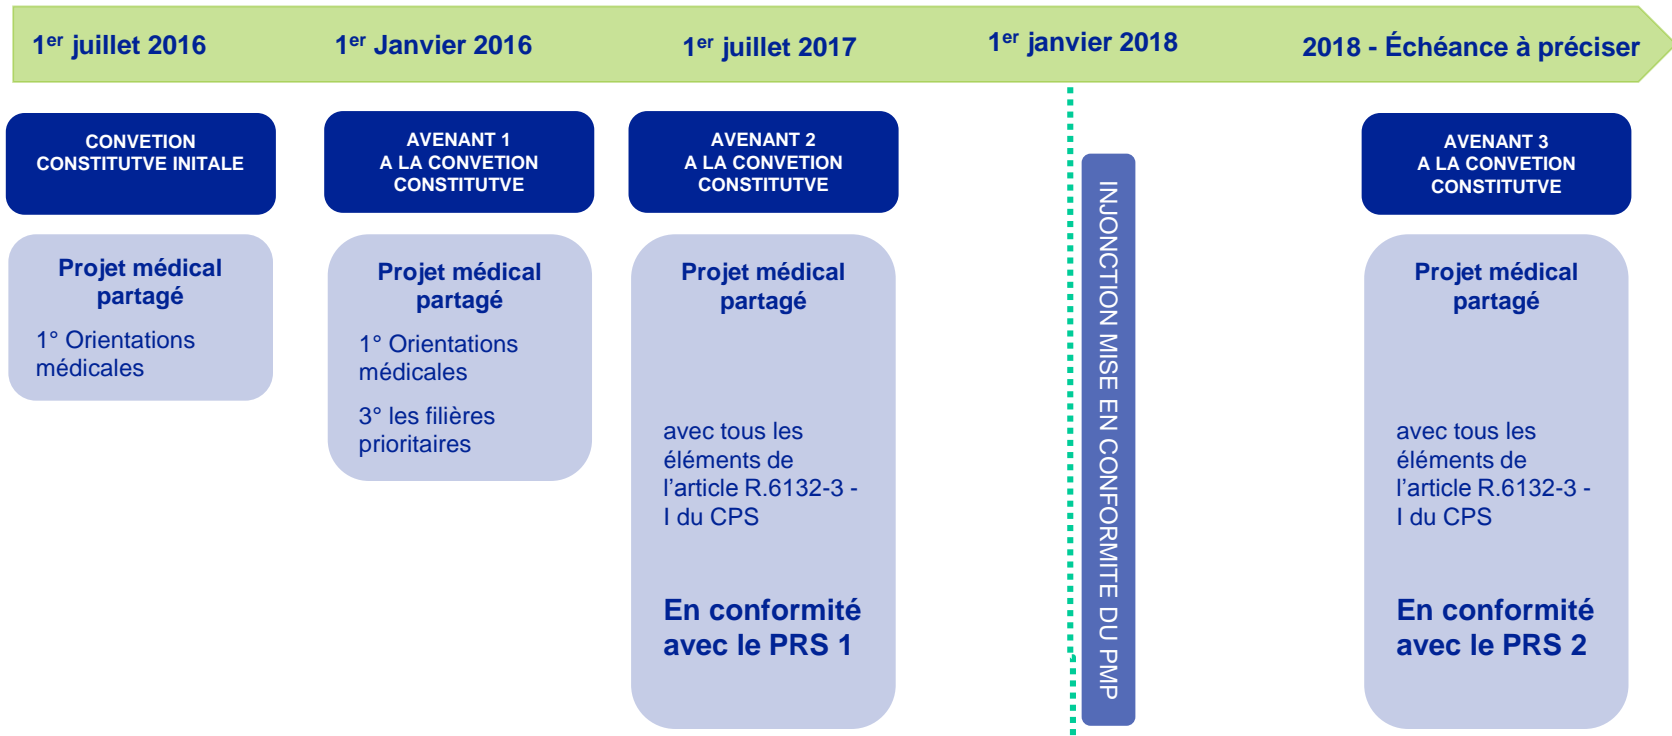 1er juillet 2016
1er Janvier 2016
1er juillet 2017
1er janvier 2018
2018 - Échéance à préciser
CONVETION
CONSTITUTVE INITALE
AVENANT 1
A LA CONVETION
CONSTITUTVE
AVENANT 2
A LA CONVETION
CONSTITUTVE
AVENANT 3
A LA CONVETION
CONSTITUTVE
Projet médical
partagé
1° Orientations
médicales
Projet médical
partagé
1° Orientations
médicales
3° les filières
prioritaires
Projet médical
partagé
avec tous les
éléments de
l’article R.6132-3 -
I du CPS
En conformité
avec le PRS 1
INJONCTION MISE EN CONFORMITE DU PMP
Projet médical
partagé
avec tous les
éléments de
l’article R.6132-3 -
I du CPS
En conformité
avec le PRS 2